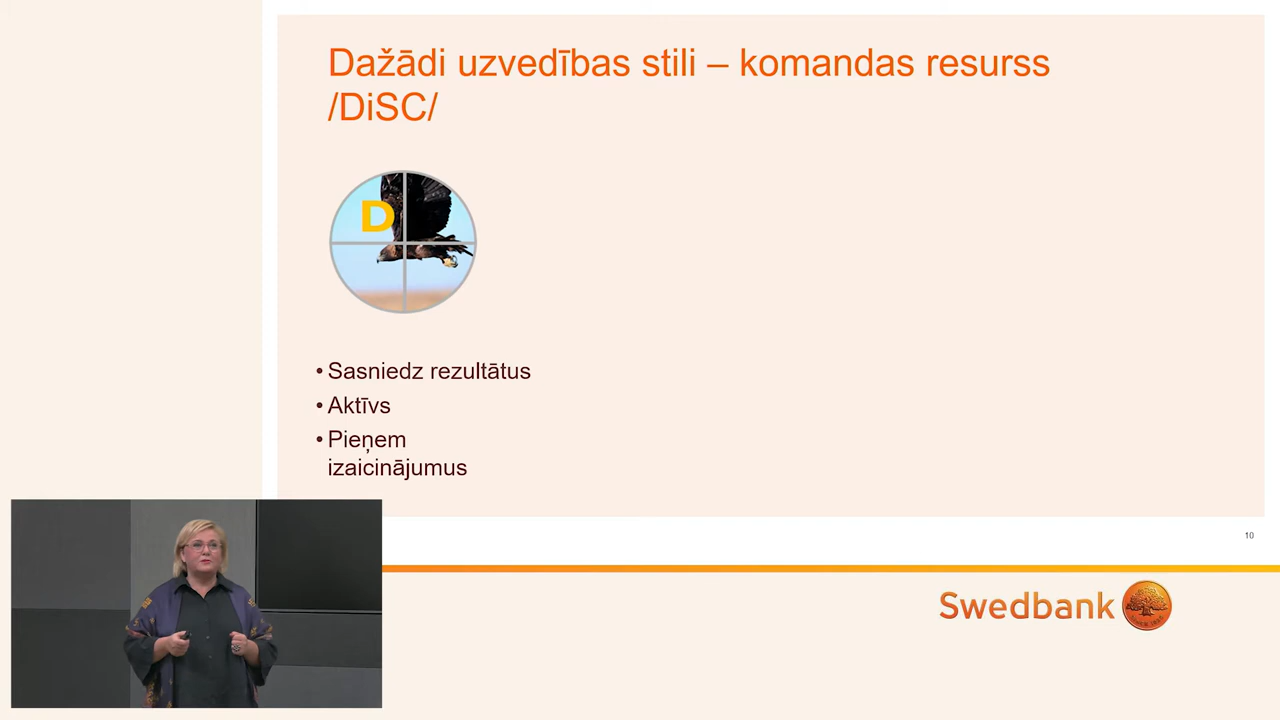 Dažādi uzvedības stili – komandas resurss
/DiSC/
D
• Sasniedz rezultātus
• Aktīvs
• Pieņem
izaicinājumus
10
Swedbank